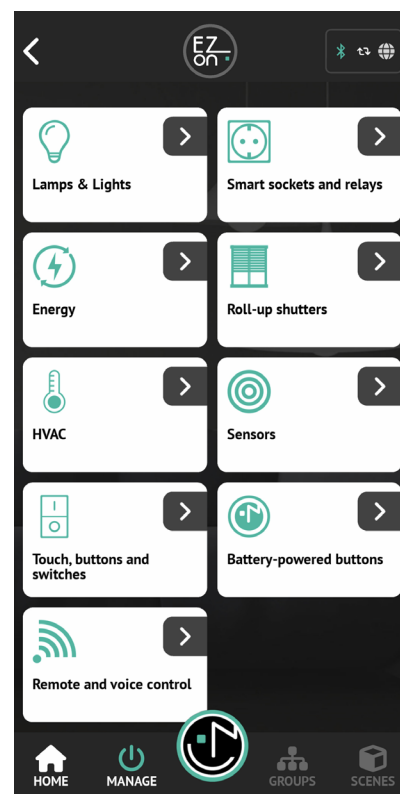 EZ
on
Lamps & Lights
Smart sockets and relays
Energy
Roll-up shutters
HVAC
Sensors
Touch, buttons and
switches
Battery-powered buttons
Remote and voice control
HOME
MANAGE
GROUPS
SCENES